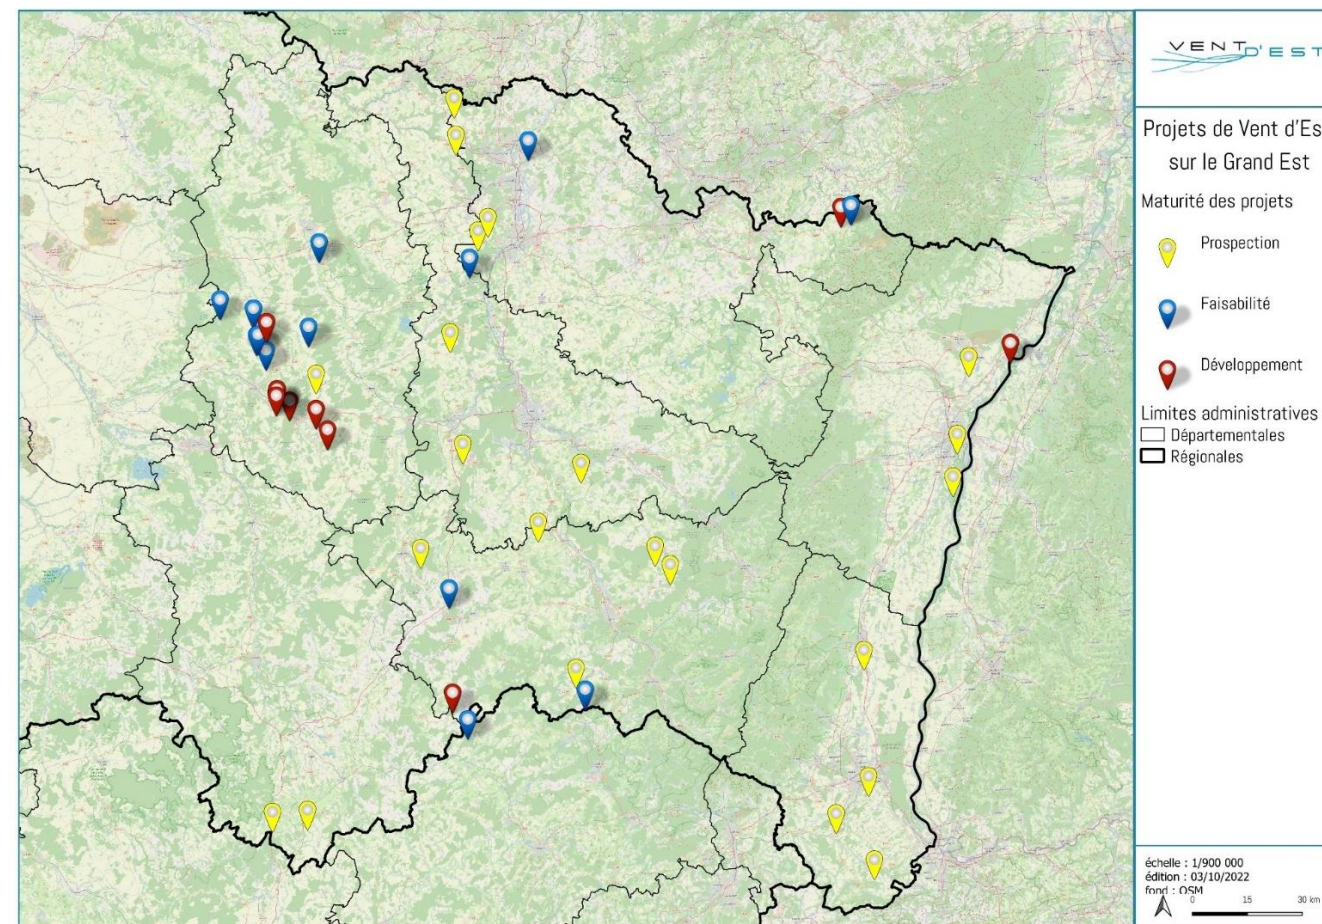 VENT D'EST
Projets de Vent d'Es
sur le Grand Est
Maturité des projets
Prospection
Faisabilité
Développement
Limites administratives
Départementales
Régionales
échelle : 1/900 000
édition : 03/10/2022
fond : OSM
0 15 30 km